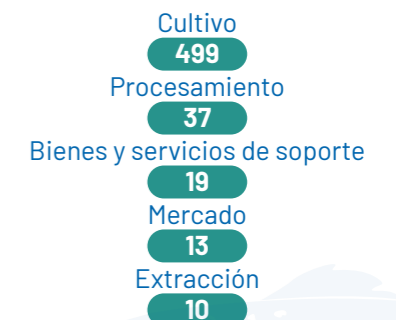 Cultivo
499
Procesamiento
37
Bienes y servicios de soporte
19
Mercado
13
Extracción
10